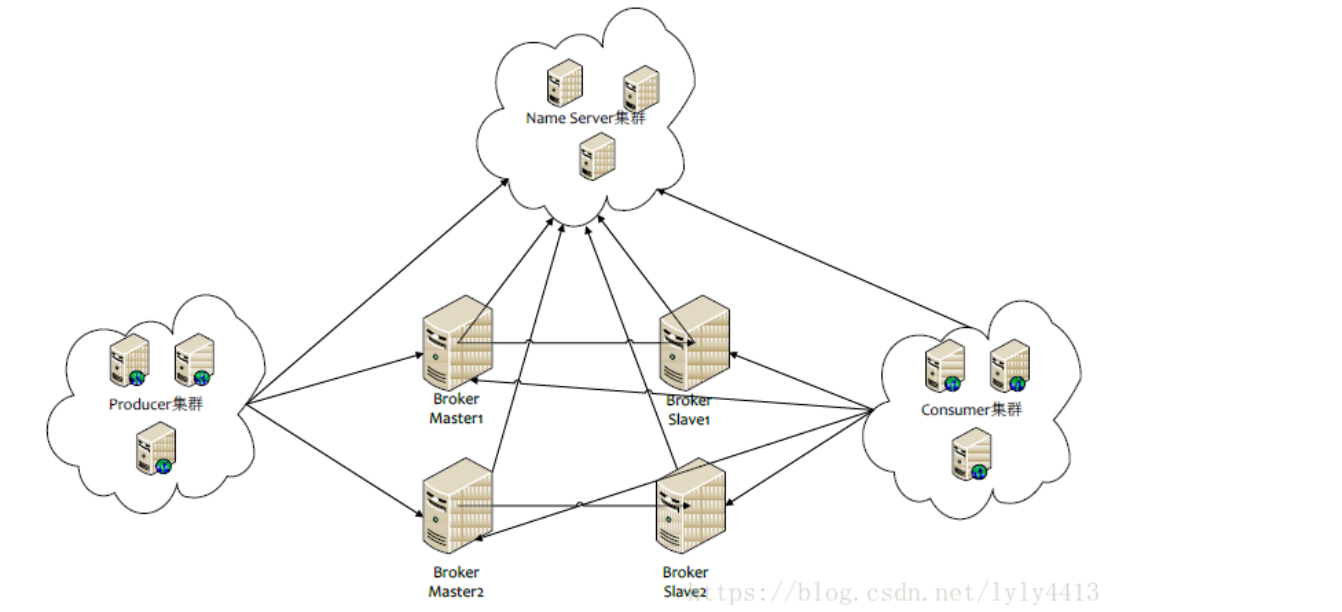 Name Server集群
Producer集群
Consumer集群
Broker
Master1
Broker
Slave1
Broker
Master2
Broker
Slave2
https://blog.csdn.net/lyly4413